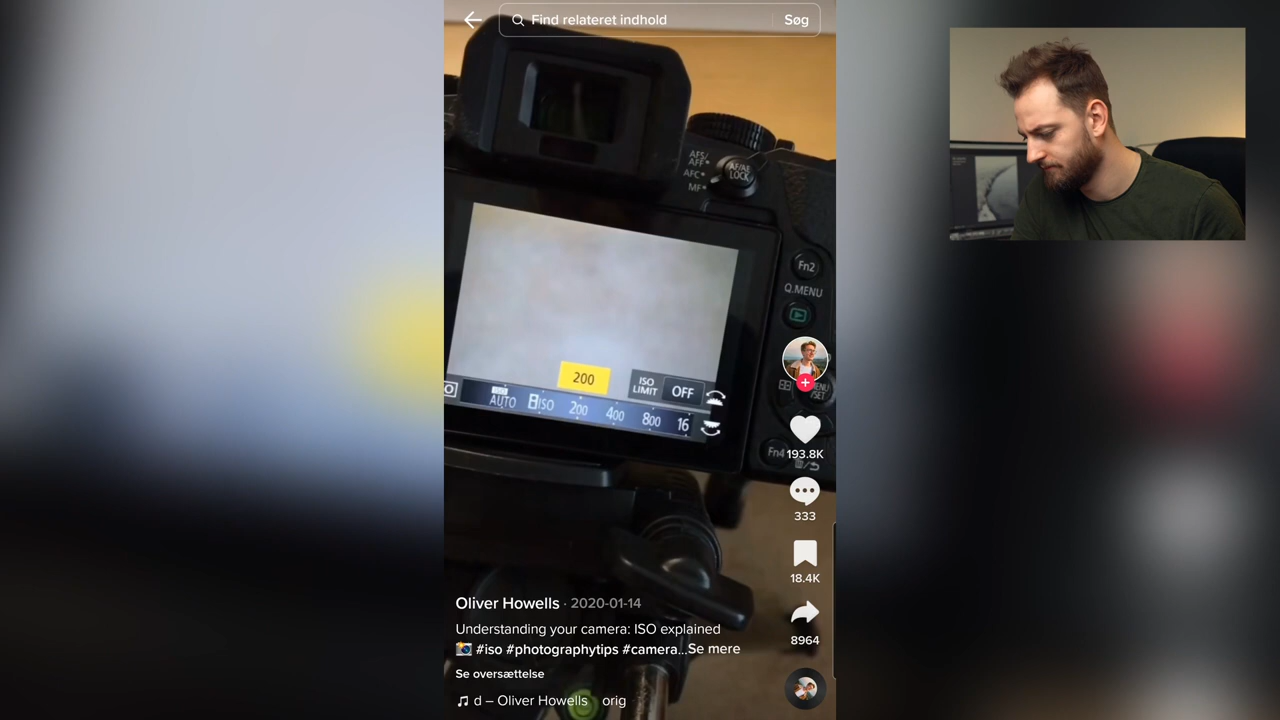 Find relateret indhold
Søg
AFS/
AFF
AFC
MF
AF/AE
LOCK
Fn2
Q.MENU
MENU
/SET
200
ISO
LIMIT
OFF
AUTO
ISO
200
400
800
16
Fn4
193.8K
333
18.4K
8964
Oliver Howells · 2020-01-14
Understanding your camera: ISO explained
📸 #iso #photographytips #camera...Se mere
Se oversættelse
d – Oliver Howells orig